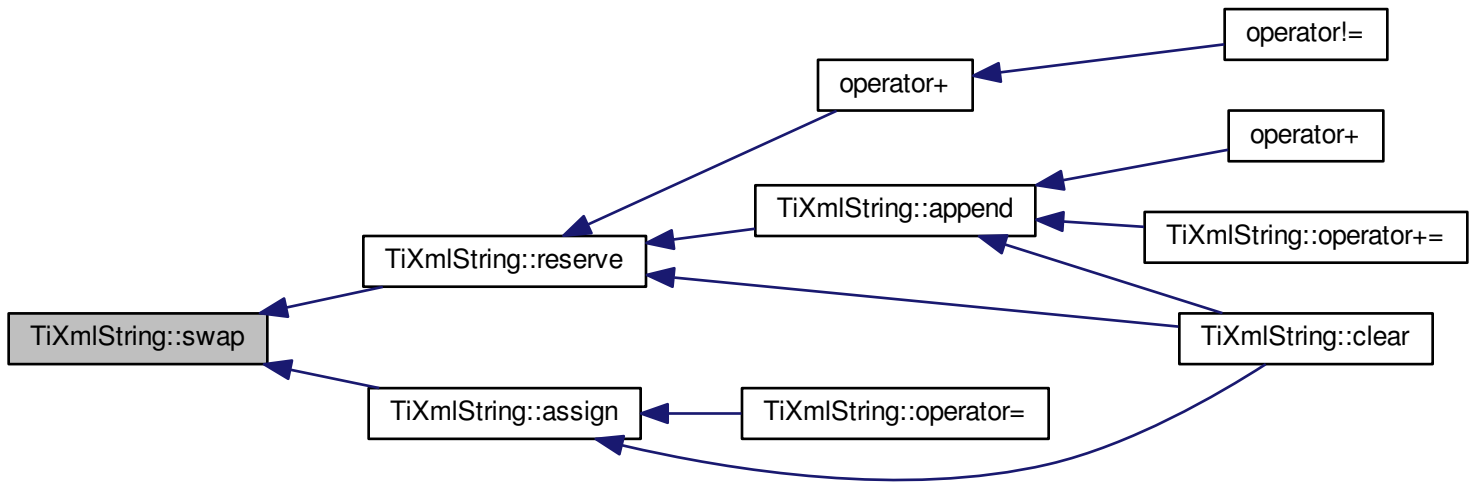 operator!=
operator+
operator+
TiXmlString::append
TiXmlString::operator+=
TiXmlString::reserve
TiXmlString::swap
TiXmlString::clear
TiXmlString::assign
TiXmlString::operator=